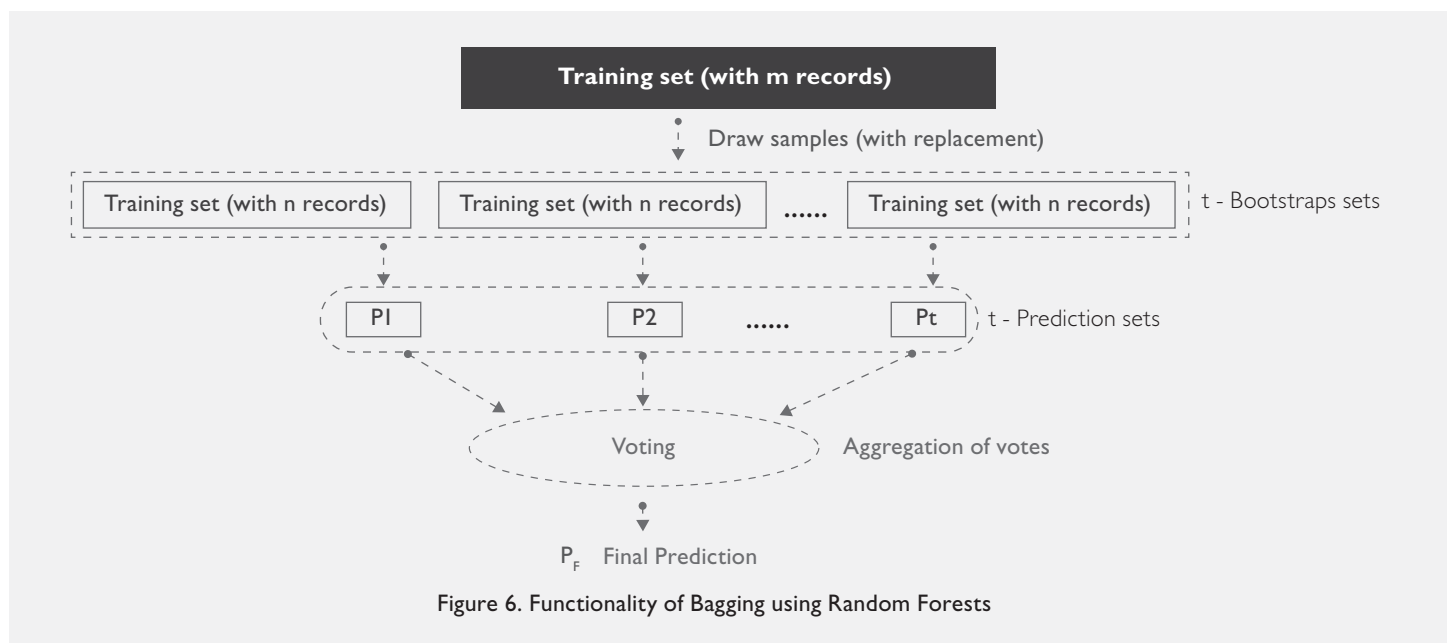 Training set (with m records)
Draw samples (with replacement)
Training set (with n records) Training set (with n records) ...... Training set (with n records) t - Bootstraps sets
P1 P2 ...... Pt t - Prediction sets
Voting Aggregation of votes
P_F Final Prediction
Figure 6. Functionality of Bagging using Random Forests